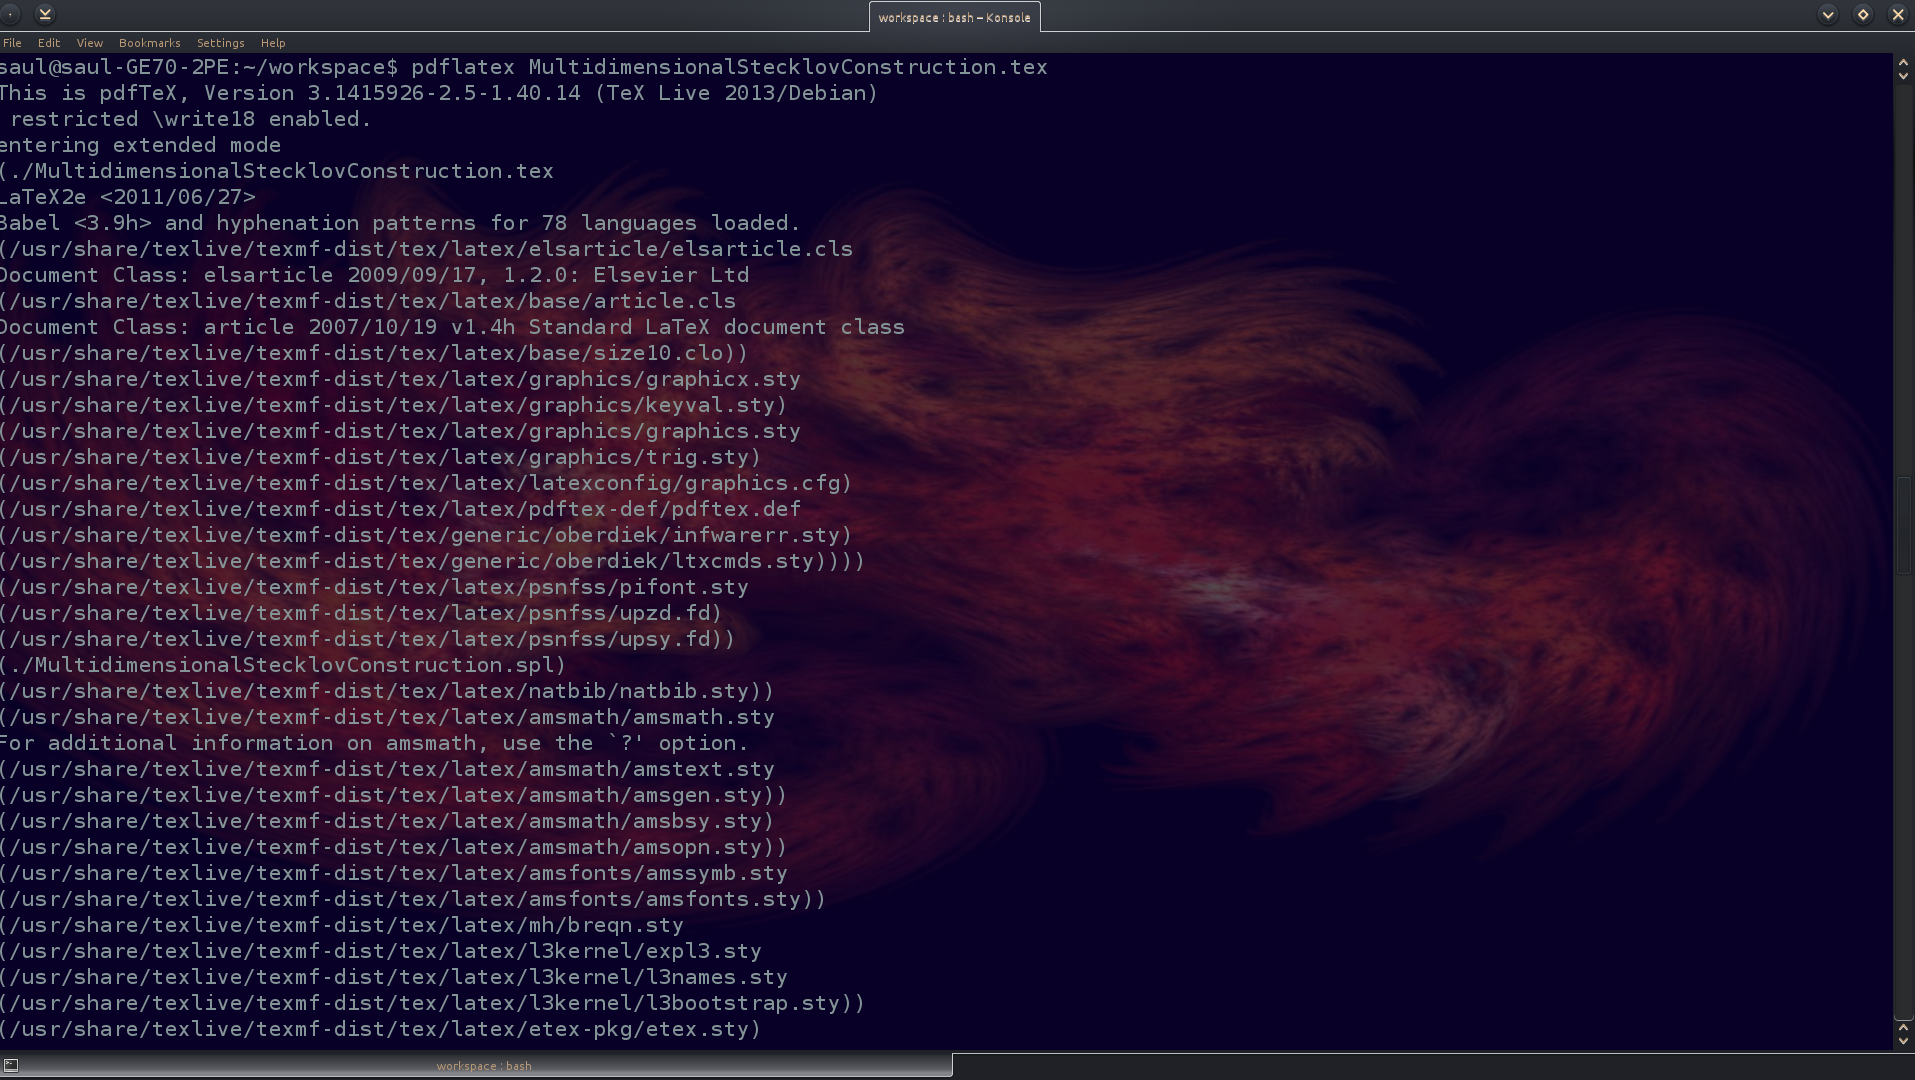 workspace : bash – Konsole
File Edit View Bookmarks Settings Help
saul@saul-GE70-2PE:~/workspace$ pdflatex MultidimensionalStecklovConstruction.tex
This is pdfTeX, Version 3.1415926-2.5-1.40.14 (TeX Live 2013/Debian)
restricted \write18 enabled.
entering extended mode
(./MultidimensionalStecklovConstruction.tex
LaTeX2e <2011/06/27>
Babel <3.9h> and hyphenation patterns for 78 languages loaded.
(/usr/share/texlive/texmf-dist/tex/latex/elsarticle/elsarticle.cls
Document Class: elsarticle 2009/09/17, 1.2.0: Elsevier Ltd
(/usr/share/texlive/texmf-dist/tex/latex/base/article.cls
Document Class: article 2007/10/19 v1.4h Standard LaTeX document class
(/usr/share/texlive/texmf-dist/tex/latex/base/size10.clo))
(/usr/share/texlive/texmf-dist/tex/latex/graphics/graphicx.sty
(/usr/share/texlive/texmf-dist/tex/latex/graphics/keyval.sty)
(/usr/share/texlive/texmf-dist/tex/latex/graphics/graphics.sty
(/usr/share/texlive/texmf-dist/tex/latex/graphics/trig.sty)
(/usr/share/texlive/texmf-dist/tex/latex/latexconfig/graphics.cfg)
(/usr/share/texlive/texmf-dist/tex/latex/pdftex-def/pdftex.def
(/usr/share/texlive/texmf-dist/tex/generic/oberdiek/infwarerr.sty)
(/usr/share/texlive/texmf-dist/tex/generic/oberdiek/ltxcmds.sty))))
(/usr/share/texlive/texmf-dist/tex/latex/psnfss/pifont.sty
(/usr/share/texlive/texmf-dist/tex/latex/psnfss/upzd.fd)
(/usr/share/texlive/texmf-dist/tex/latex/psnfss/upsy.fd))
(./MultidimensionalStecklovConstruction.spl)
(/usr/share/texlive/texmf-dist/tex/latex/natbib/natbib.sty))
(/usr/share/texlive/texmf-dist/tex/latex/amsmath/amsmath.sty
For additional information on amsmath, use the `?' option.
(/usr/share/texlive/texmf-dist/tex/latex/amsmath/amstext.sty
(/usr/share/texlive/texmf-dist/tex/latex/amsmath/amsgen.sty))
(/usr/share/texlive/texmf-dist/tex/latex/amsmath/amsbsy.sty)
(/usr/share/texlive/texmf-dist/tex/latex/amsmath/amsopn.sty))
(/usr/share/texlive/texmf-dist/tex/latex/amsfonts/amssymb.sty
(/usr/share/texlive/texmf-dist/tex/latex/amsfonts/amsfonts.sty))
(/usr/share/texlive/texmf-dist/tex/latex/mh/breqn.sty
(/usr/share/texlive/texmf-dist/tex/latex/l3kernel/expl3.sty
(/usr/share/texlive/texmf-dist/tex/latex/l3kernel/l3names.sty
(/usr/share/texlive/texmf-dist/tex/latex/l3kernel/l3bootstrap.sty))
(/usr/share/texlive/texmf-dist/tex/latex/etex-pkg/etex.sty)
workspace : bash